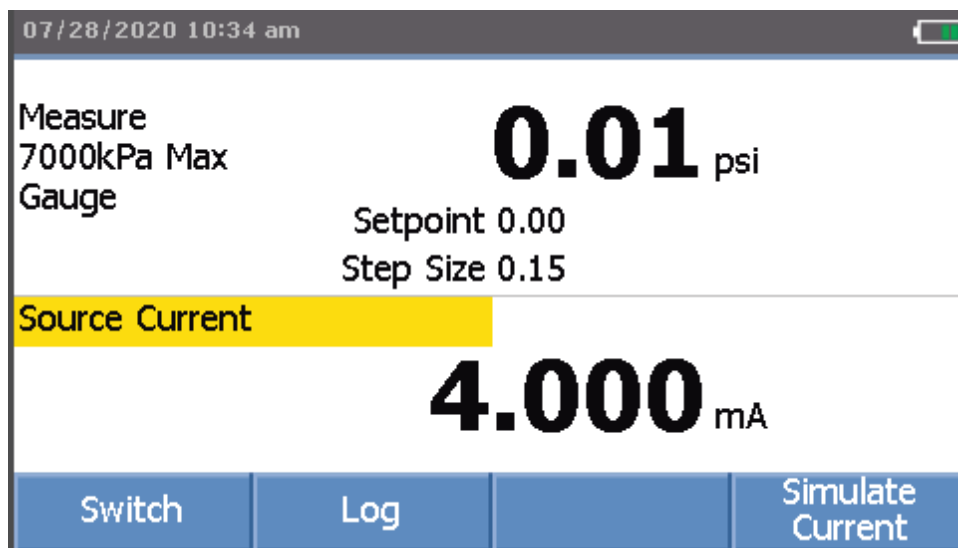 07/28/2020 10:34 am
Measure
7000kPa Max
Gauge
0.01 psi
Setpoint 0.00
Step Size 0.15
Source Current
4.000 mA
Switch
Log
Simulate
Current